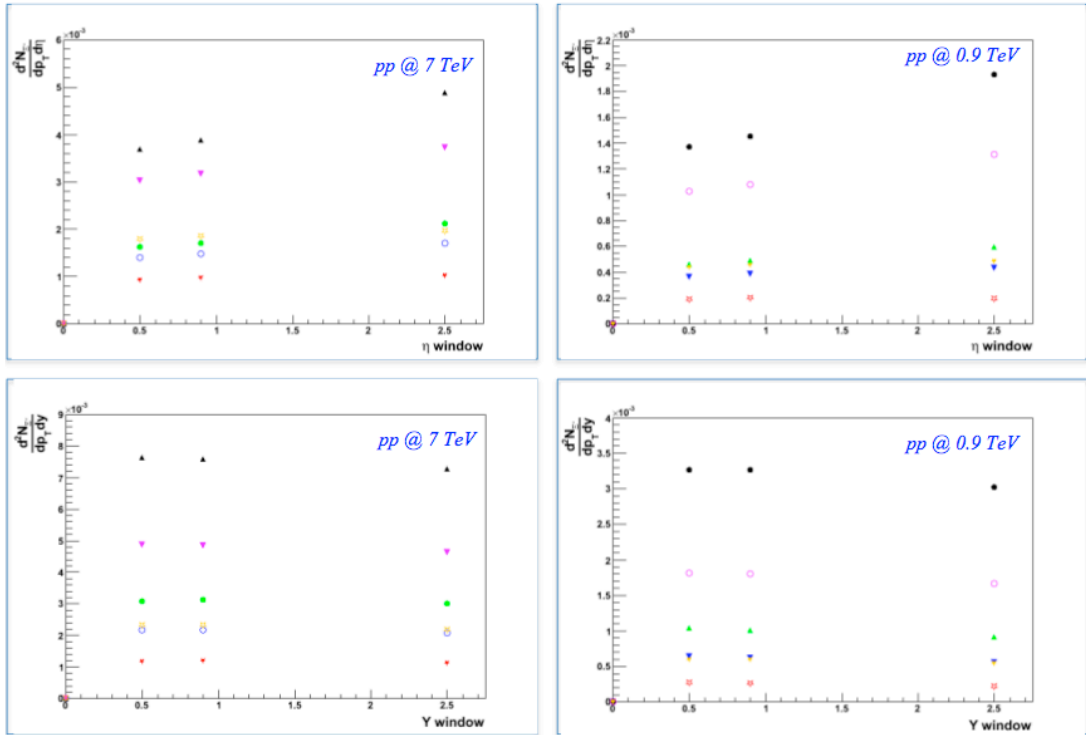 ×10⁻³
d²N
dp_T dη
pp @ 7 TeV
6
5
4
3
2
1
0
0 0.5 1 1.5 2 2.5
η window
×10⁻³
d²N
dp_T dη
pp @ 0.9 TeV
2.2
2
1.8
1.6
1.4
1.2
1
0.8
0.6
0.4
0.2
0
0 0.5 1 1.5 2 2.5
η window
×10⁻³
d²N
dp_T dy
pp @ 7 TeV
9
8
7
6
5
4
3
2
1
0
0 0.5 1 1.5 2 2.5
Y window
×10⁻³
d²N
dp_T dy
pp @ 0.9 TeV
4
3.5
3
2.5
2
1.5
1
0.5
0
0 0.5 1 1.5 2 2.5
Y window